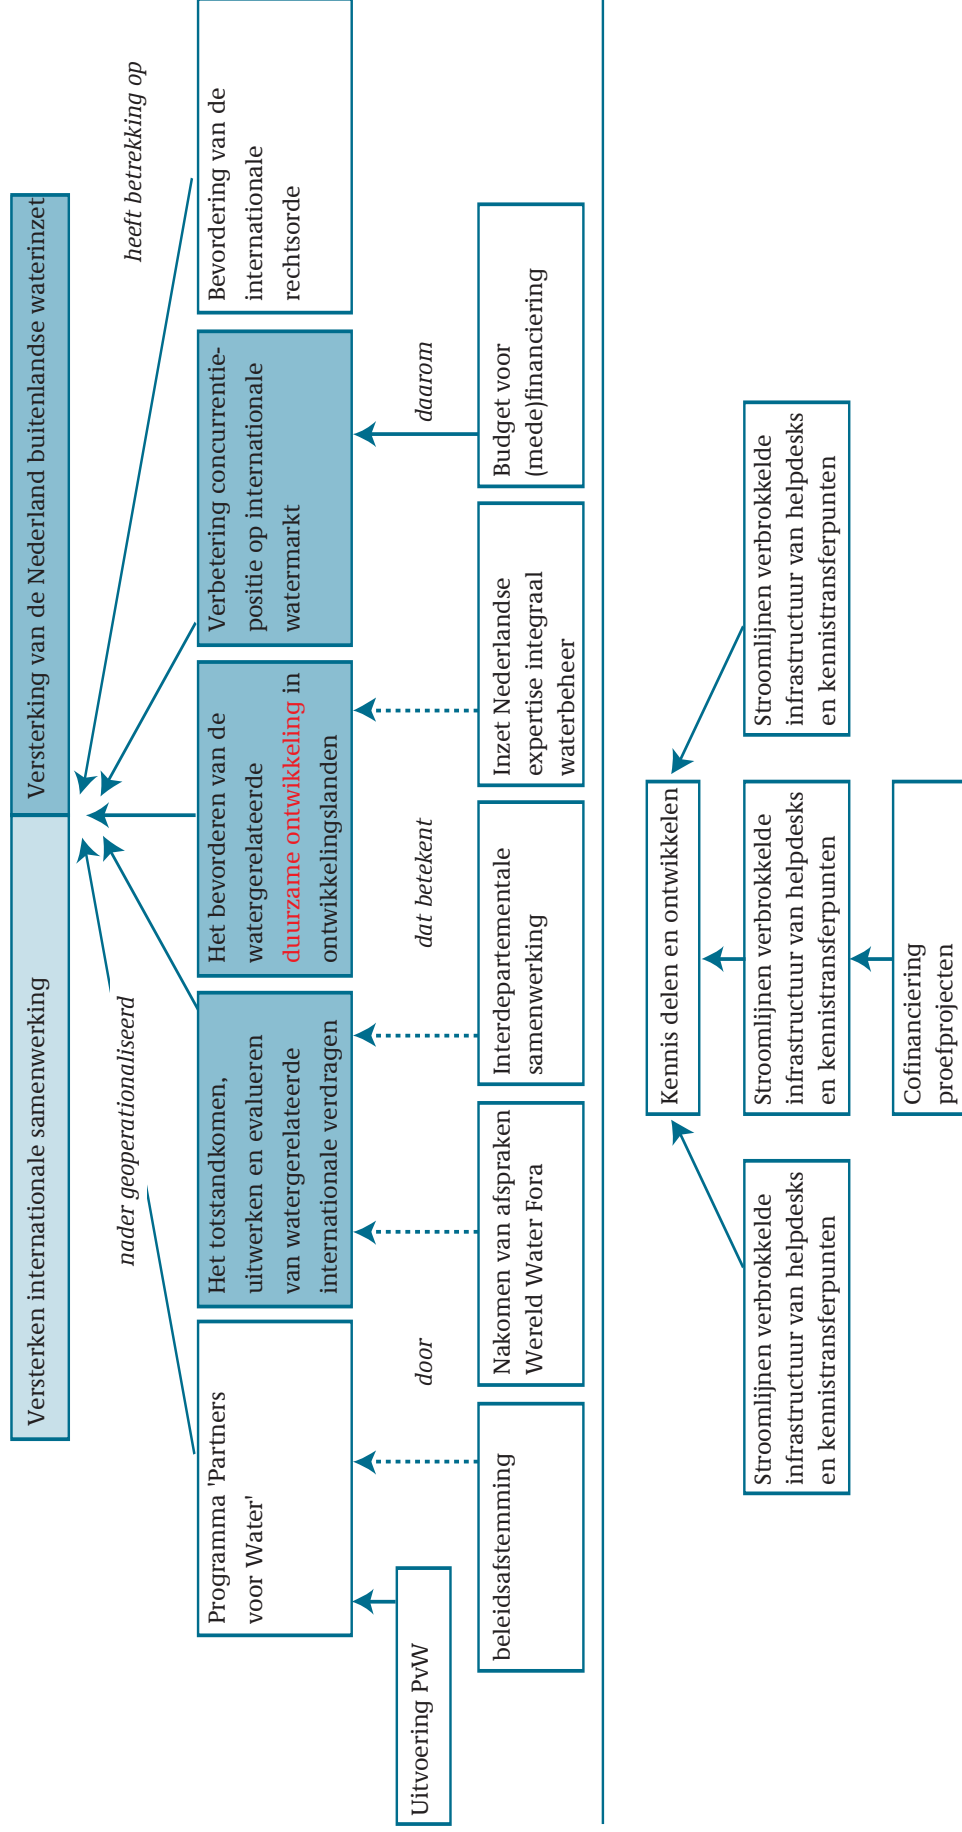 Versterken internationale samenwerking
Versterking van de Nederland buitenlandse waterinzet
nader geoperationaliseerd
heeft betrekking op
Programma 'Partners
voor Water'
Het totstandkomen,
uitwerken en evalueren
van watergerelateerde
internationale verdragen
Het bevorderen van de
watergerelateerde
duurzame ontwikkeling in
ontwikkelingslanden
Verbetering concurrentie-
positie op internationale
watermarkt
Bevordering van de
internationale
rechtsorde
Uitvoering PvW
door
dat betekent
daarom
beleidsafstemming
Nakomen van afspraken
Wereld Water Fora
Interdepartementale
samenwerking
Inzet Nederlandse
expertise integraal
waterbeheer
Budget voor
(mede)financiering
Kennis delen en ontwikkelen
Stroomlijnen verbrokkelde
infrastructuur van helpdesks
en kennistransferpunten
Stroomlijnen verbrokkelde
infrastructuur van helpdesks
en kennistransferpunten
Stroomlijnen verbrokkelde
infrastructuur van helpdesks
en kennistransferpunten
Cofinanciering
proefprojecten